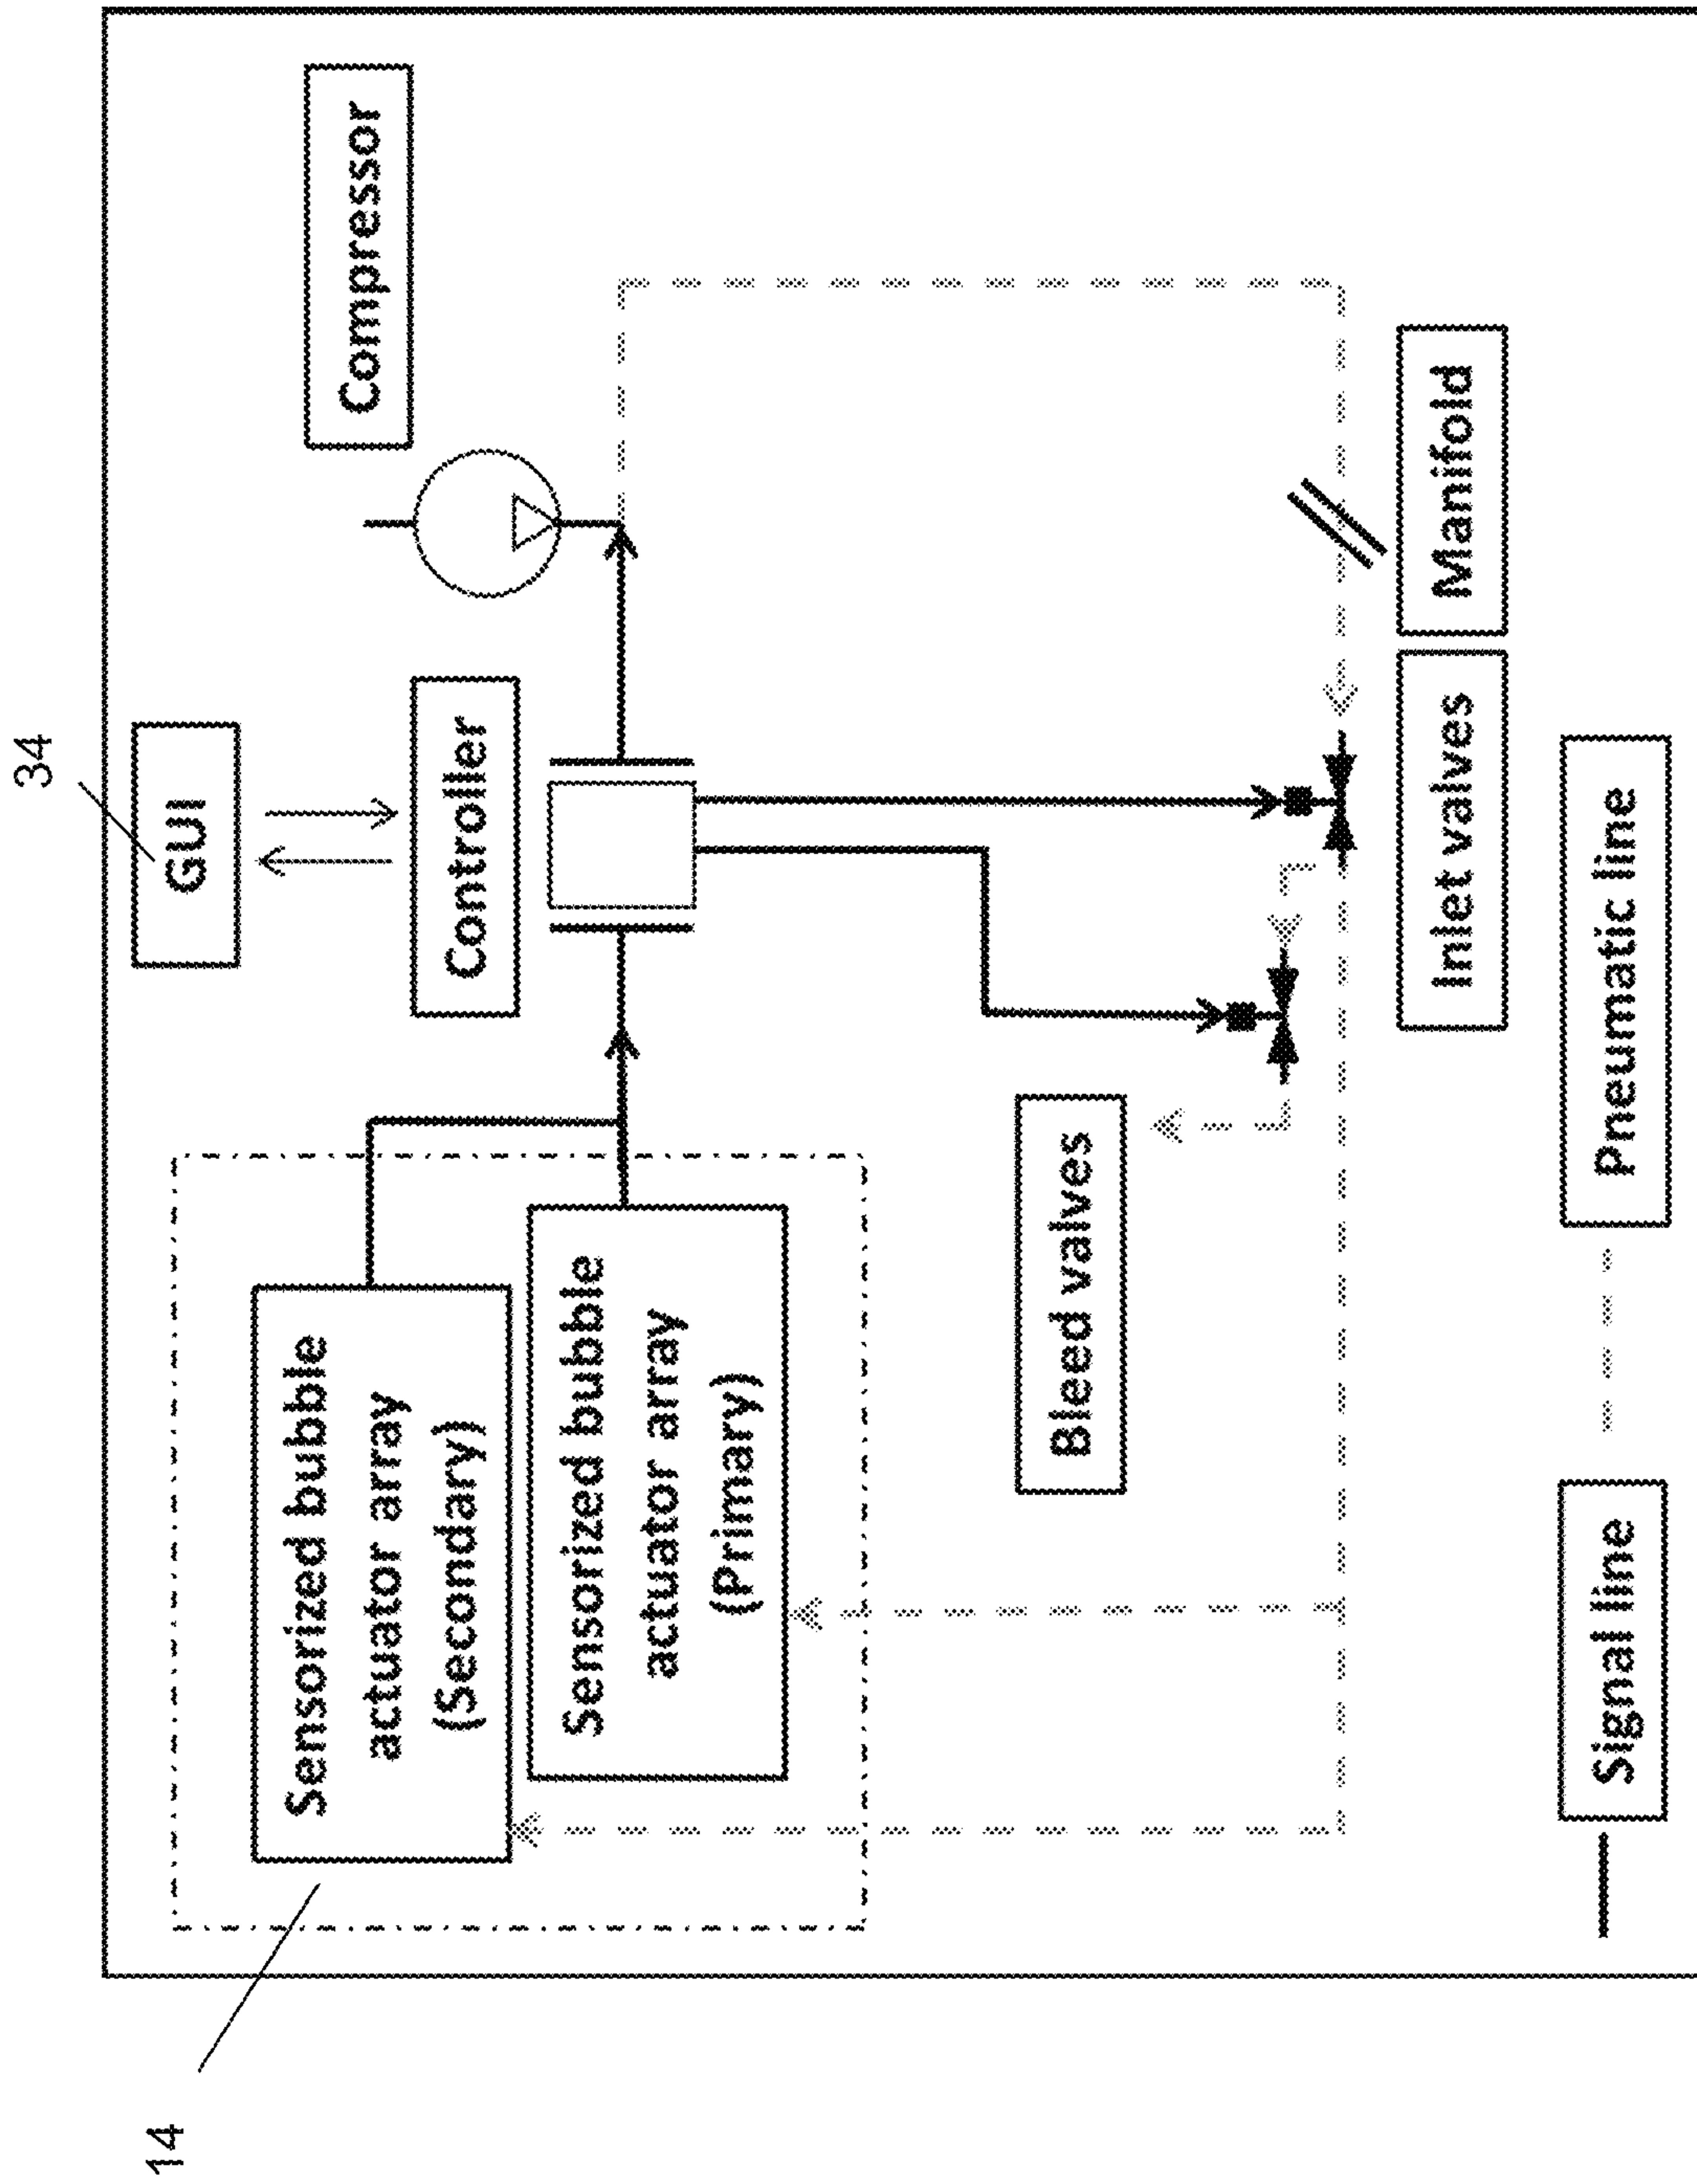 14
34
Sensorized bubble
actuator array
(Secondary)
Sensorized bubble
actuator array
(Primary)
GUI
Controller
Compressor
Bleed valves
Inlet valves
Manifold
Signal line
Pneumatic line